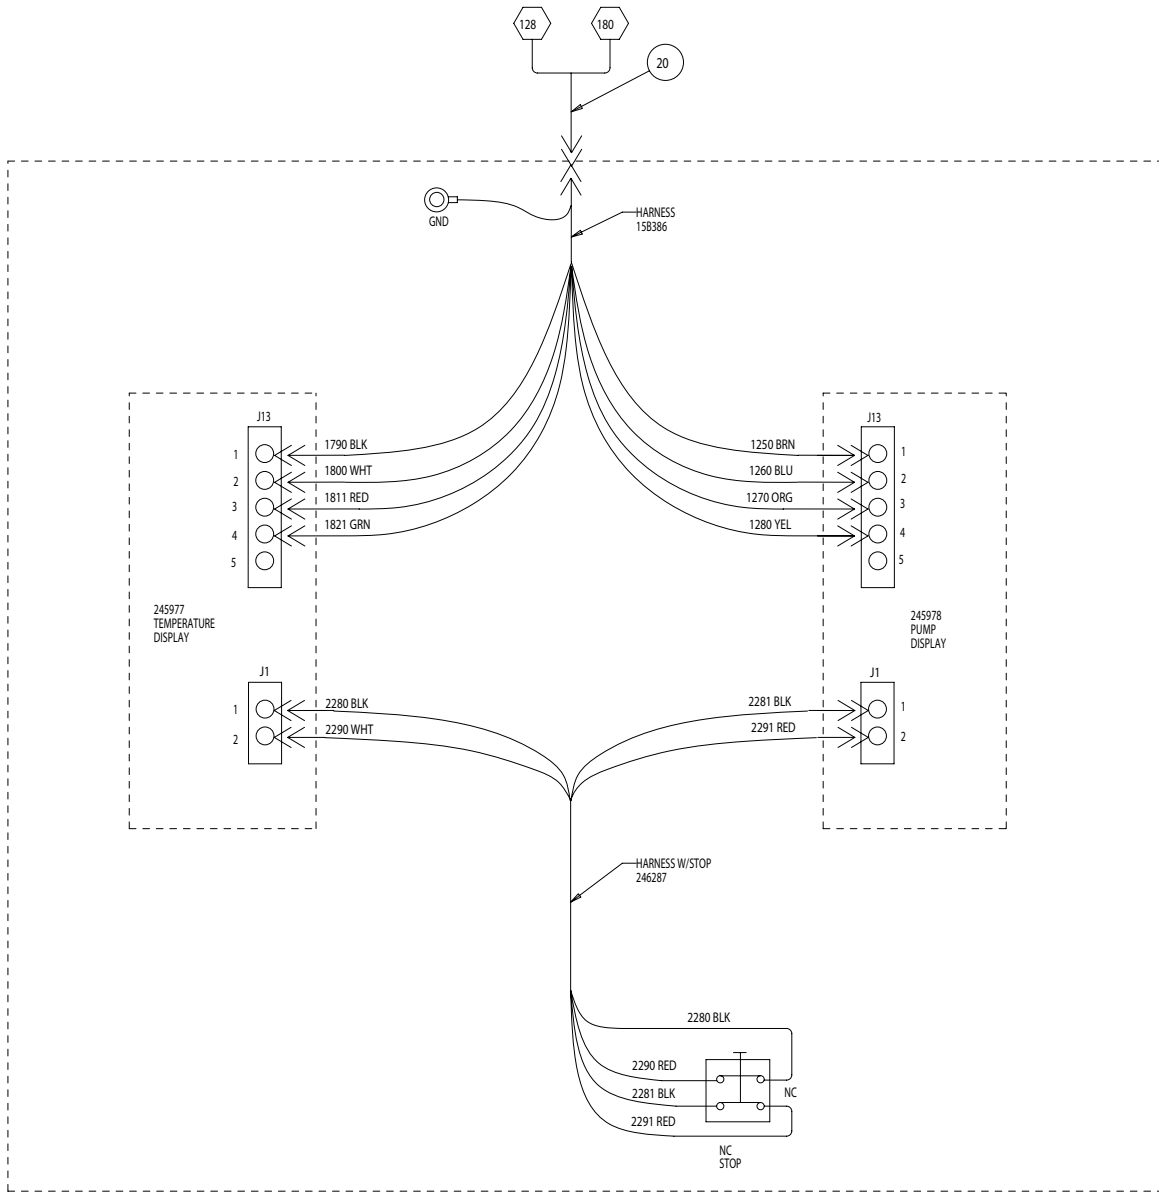 128
180
20
GND
HARNESS
15B386
J13
J13
1
1790 BLK
1250 BRN
1
2
1800 WHT
1260 BLU
2
3
1811 RED
1270 ORG
3
4
1821 GRN
1280 YEL
4
5
5
245977
TEMPERATURE
DISPLAY
245978
PUMP
DISPLAY
J1
J1
1
2280 BLK
2281 BLK
1
2
2290 WHT
2291 RED
2
HARNESS W/STOP
246287
2280 BLK
2290 RED
2281 BLK
NC
2291 RED
NC
STOP